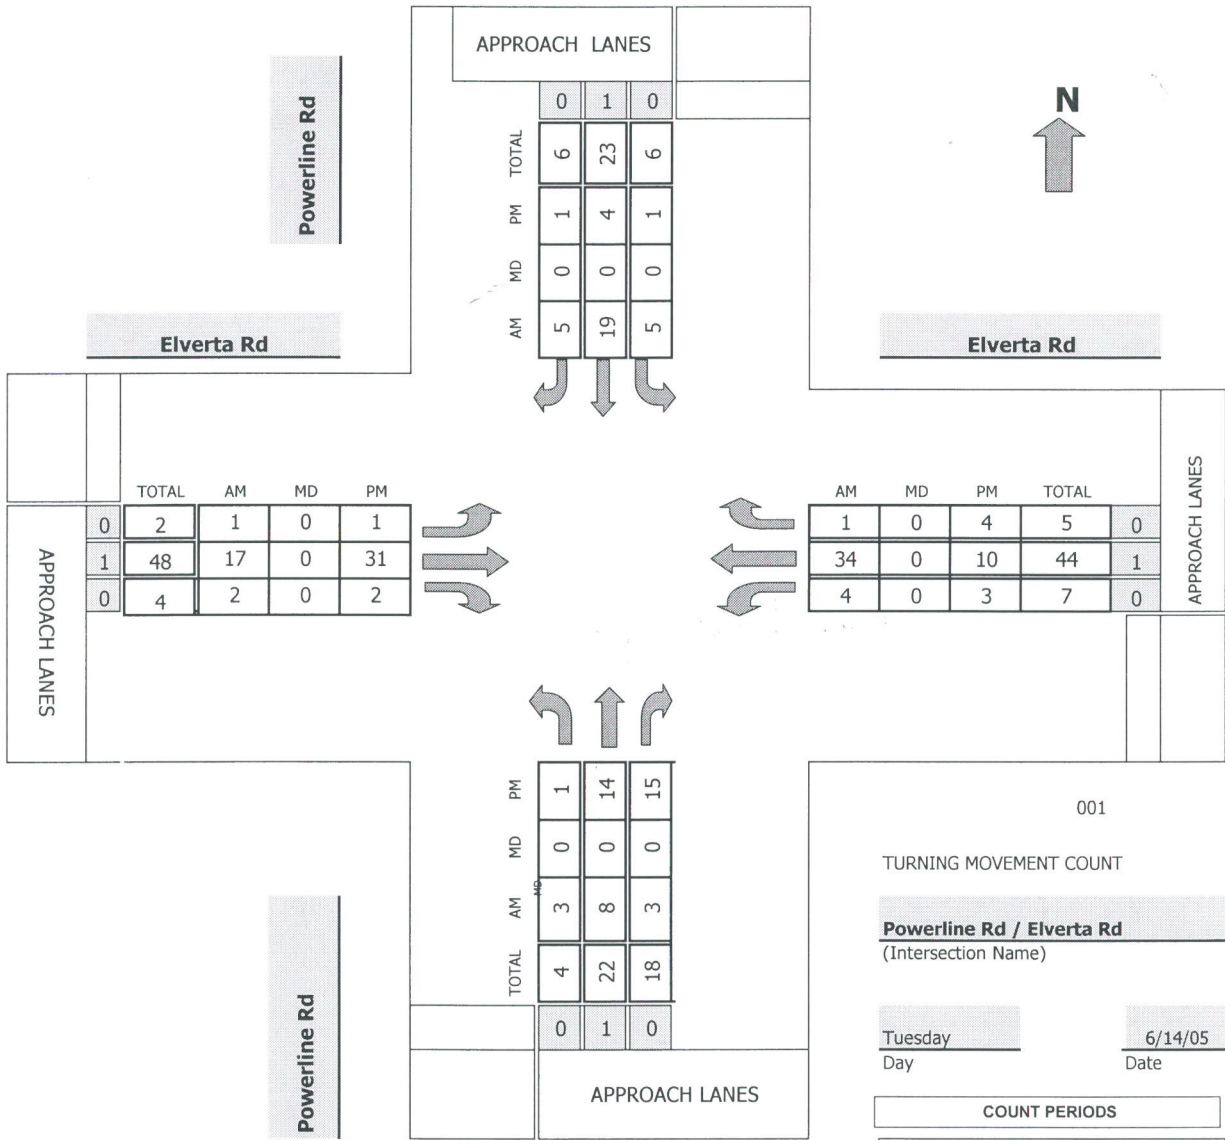 APPROACH LANES
0 1 0
TOTAL 6 23 6
PM 1 4 1
MD 0 0 0
AM 5 19 5
Powerline Rd
N
Elverta Rd
Elverta Rd
TOTAL AM MD PM
0 2 1 0 1
1 48 17 0 31
0 4 2 0 2
APPROACH LANES
AM MD PM TOTAL
1 0 4 5 0
34 0 10 44 1
4 0 3 7 0
APPROACH LANES
PM 1 14 15
MD 0 0 0
MD
AM 3 8 3
TOTAL 4 22 18
0 1 0
APPROACH LANES
Powerline Rd
001
TURNING MOVEMENT COUNT
Powerline Rd / Elverta Rd
(Intersection Name)
Tuesday 6/14/05
Day Date
COUNT PERIODS